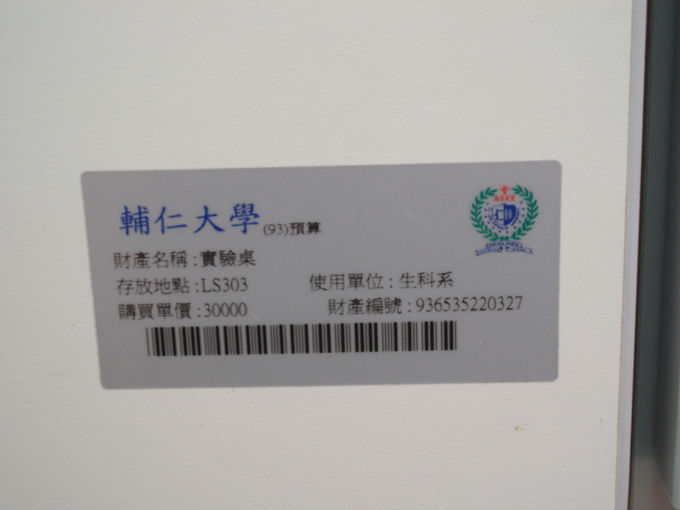 輔仁大學(93)預算
財產名稱:實驗桌
存放地點:LS303 使用單位:生科系
購買單價:30000 財產編號:936535220327